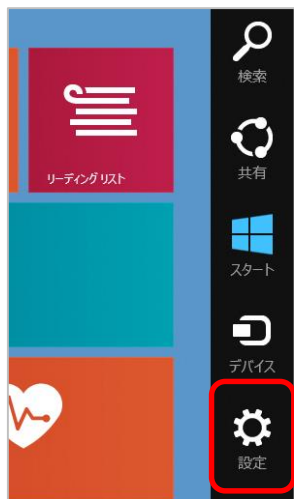 検索
共有
リーディング リスト
スタート
デバイス
設定